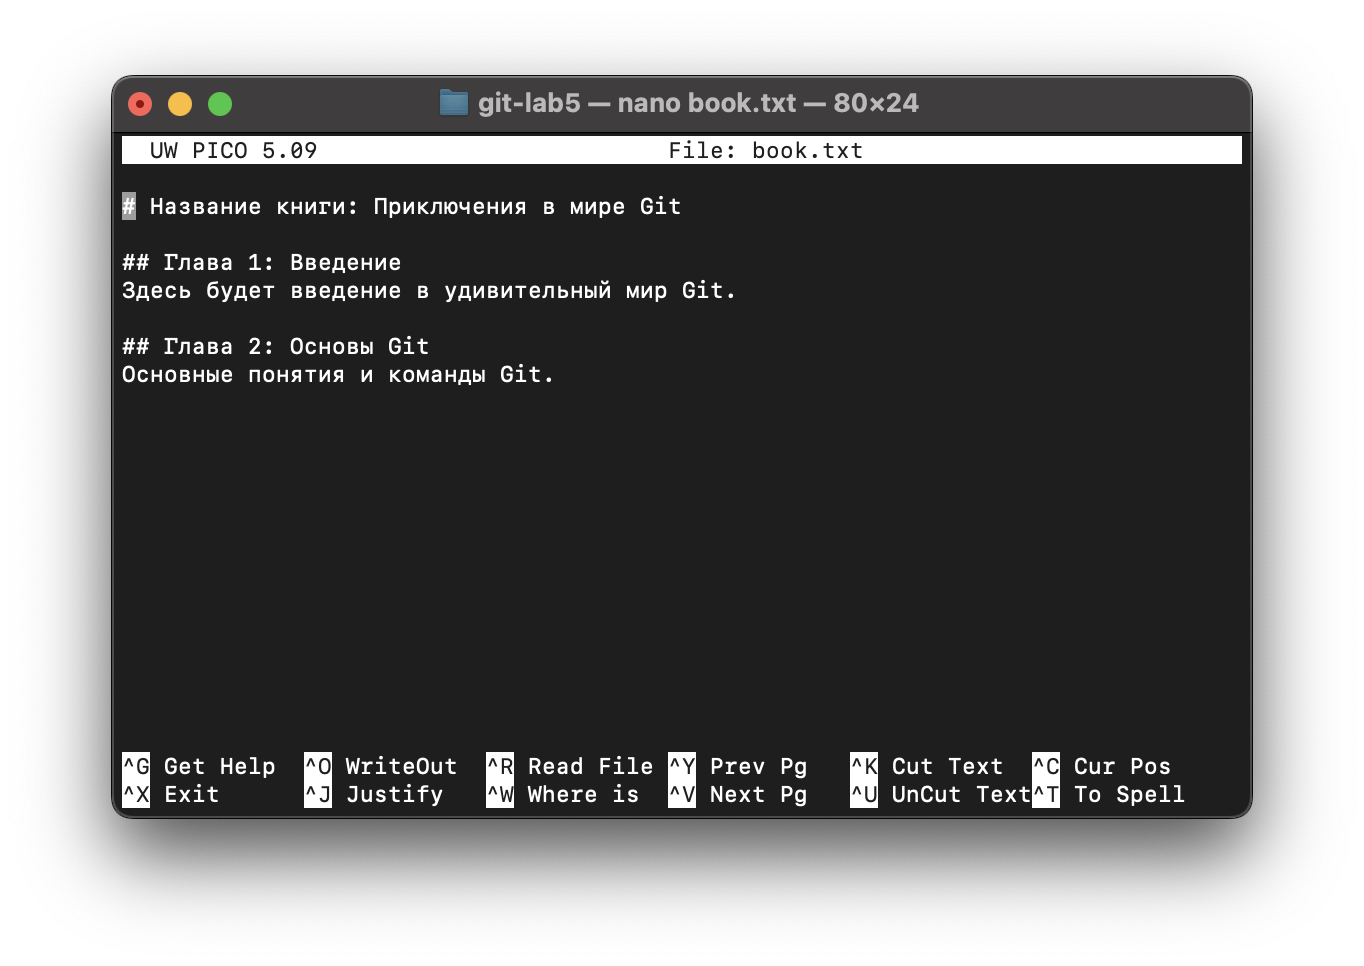 git-lab5 — nano book.txt — 80×24
UW PICO 5.09 File: book.txt
# Название книги: Приключения в мире Git
## Глава 1: Введение
Здесь будет введение в удивительный мир Git.
## Глава 2: Основы Git
Основные понятия и команды Git.
^G Get Help ^O WriteOut ^R Read File ^Y Prev Pg ^K Cut Text ^C Cur Pos
^X Exit ^J Justify ^W Where is ^V Next Pg ^U UnCut Text ^T To Spell